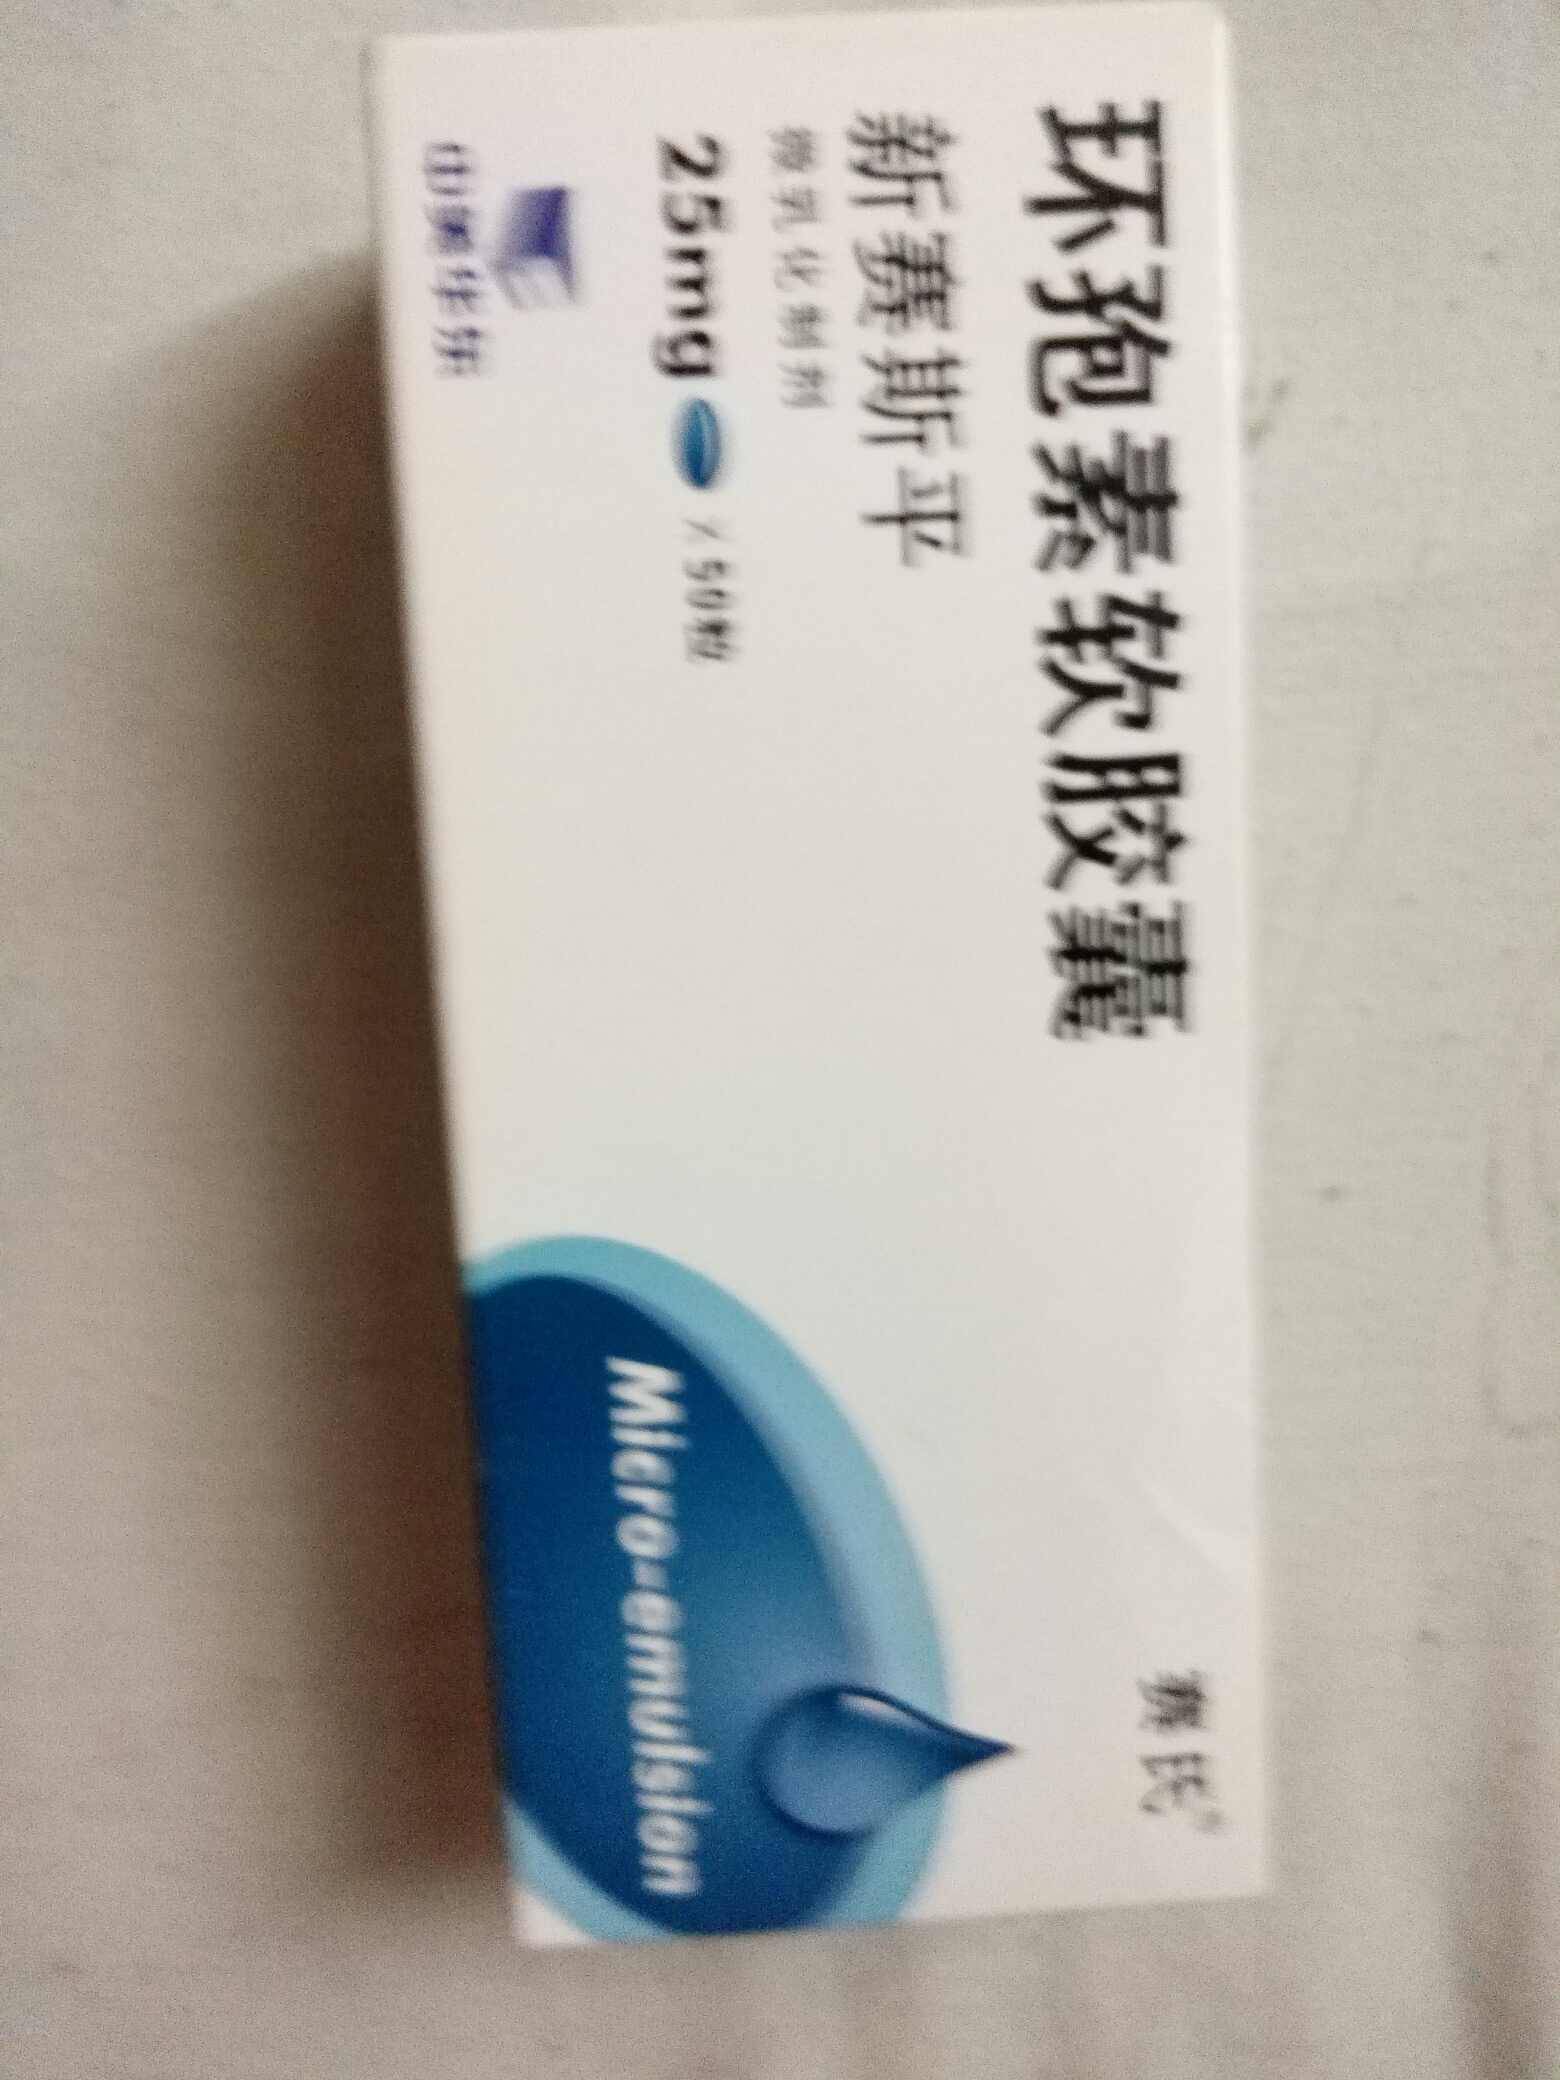 赛氏®
环孢素软胶囊
新赛斯平
微乳化制剂
25mg ×50粒
中美华东
Micro-emulsion